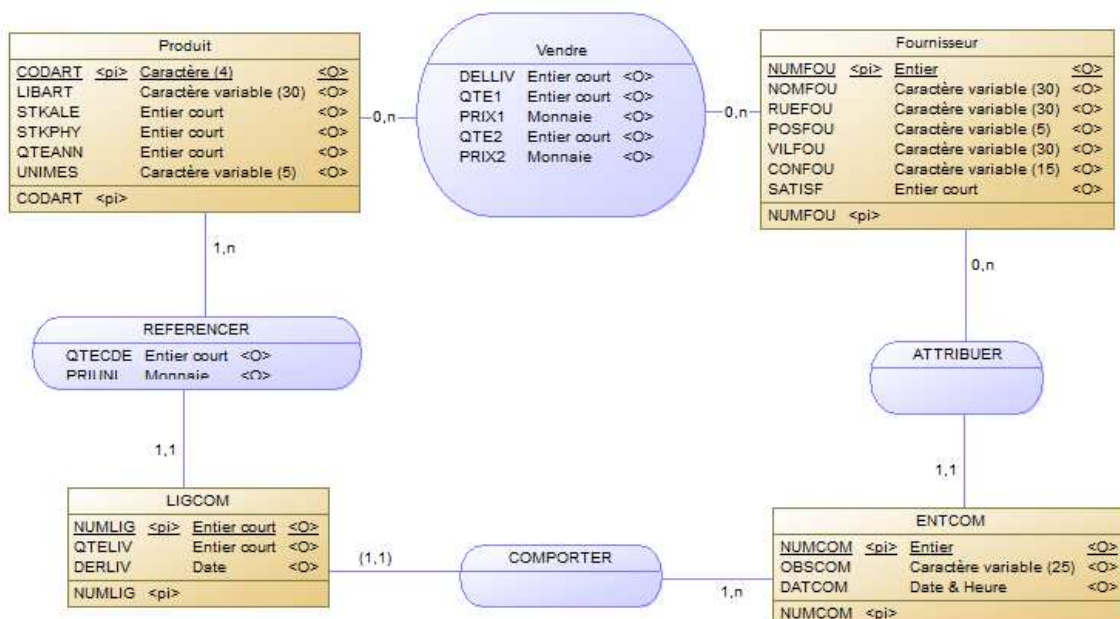 Produit
CODART <pi> Caractère (4) <O>
LIBART Caractère variable (30) <O>
STKALE Entier court <O>
STKPHY Entier court <O>
QTEANN Entier court <O>
UNIMES Caractère variable (5) <O>
CODART <pi>
0,n
Vendre
DELLIV Entier court <O>
QTE1 Entier court <O>
PRIX1 Monnaie <O>
QTE2 Entier court <O>
PRIX2 Monnaie <O>
0,n
Fournisseur
NUMFOU <pi> Entier <O>
NOMFOU Caractère variable (30) <O>
RUEFOU Caractère variable (30) <O>
POSFOU Caractère variable (5) <O>
VILFOU Caractère variable (30) <O>
CONFOU Caractère variable (15) <O>
SATISF Entier court <O>
NUMFOU <pi>
1,n
0,n
REFERENCER
QTECDE Entier court <O>
PRIUNI Monnaie <O>
ATTRIBUER
1,1
1,1
LIGCOM
NUMLIG <pi> Entier court <O>
QTELIV Entier court <O>
DERLIV Date <O>
NUMLIG <pi>
(1,1)
COMPORTER
1,n
ENTCOM
NUMCOM <pi> Entier <O>
OBSCOM Caractère variable (25) <O>
DATCOM Date & Heure <O>
NUMCOM <pi>